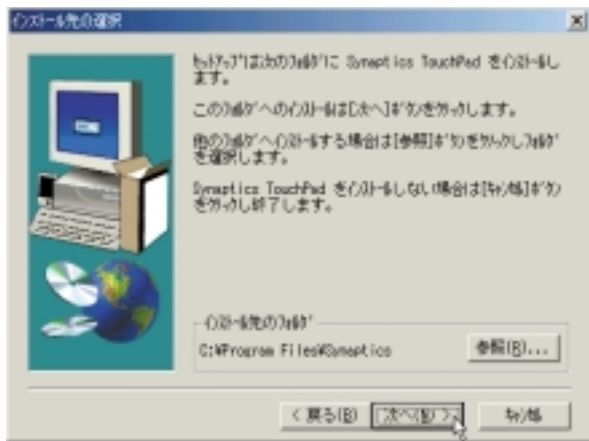 インストール先の選択
ｾｯﾄｱｯﾌﾟは次のﾌｫﾙﾀﾞに Synaptics TouchPad をｲﾝｽﾄｰﾙし
ます。
このﾌｫﾙﾀﾞへのｲﾝｽﾄｰﾙは[次へ]ﾎﾞﾀﾝをｸﾘｯｸします。
他のﾌｫﾙﾀﾞへｲﾝｽﾄｰﾙする場合は[参照]ﾎﾞﾀﾝをｸﾘｯｸしﾌｫﾙﾀﾞ
を選択します。
Synaptics TouchPad をｲﾝｽﾄｰﾙしない場合は[ｷｬﾝｾﾙ]ﾎﾞﾀﾝ
をｸﾘｯｸし終了します。
ｲﾝｽﾄｰﾙ先のﾌｫﾙﾀﾞ
C:¥Program Files¥Synaptics
参照(R)...
< 戻る(B)
次へ(N) >
ｷｬﾝｾﾙ